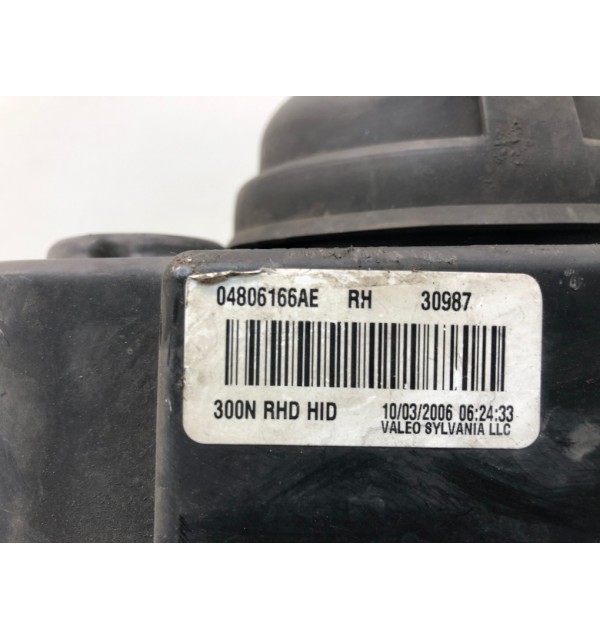 04806166AE RH 30987
300N RHD HID 10/03/2006 06:24:33
VALEO SYLVANIA LLC